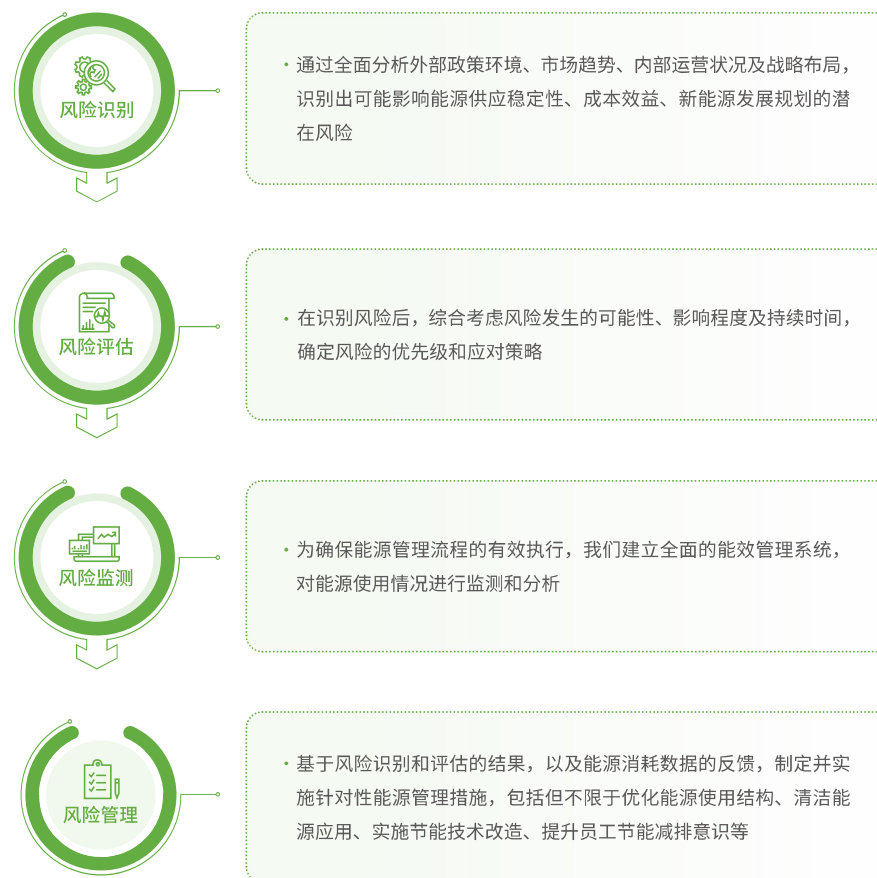 风险识别
• 通过全面分析外部政策环境、市场趋势、内部运营状况及战略布局，
识别出可能影响能源供应稳定性、成本效益、新能源发展规划的潜
在风险
风险评估
• 在识别风险后，综合考虑风险发生的可能性、影响程度及持续时间，
确定风险的优先级和应对策略
风险监测
• 为确保能源管理流程的有效执行，我们建立全面的能效管理系统，
对能源使用情况进行监测和分析
风险管理
• 基于风险识别和评估的结果，以及能源消耗数据的反馈，制定并实
施针对性能源管理措施，包括但不限于优化能源使用结构、清洁能
源应用、实施节能技术改造、提升员工节能减排意识等